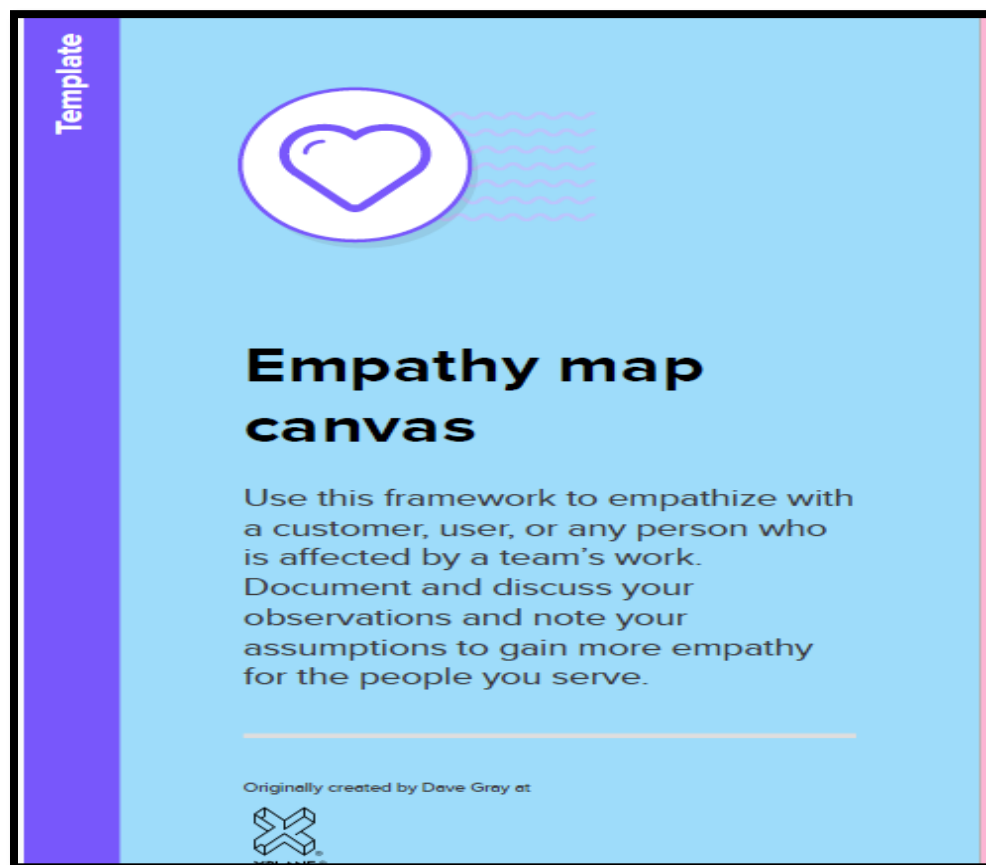 Template
Empathy map
canvas
Use this framework to empathize with
a customer, user, or any person who
is affected by a team’s work.
Document and discuss your
observations and note your
assumptions to gain more empathy
for the people you serve.
Originally created by Dave Gray at
XPLANE®